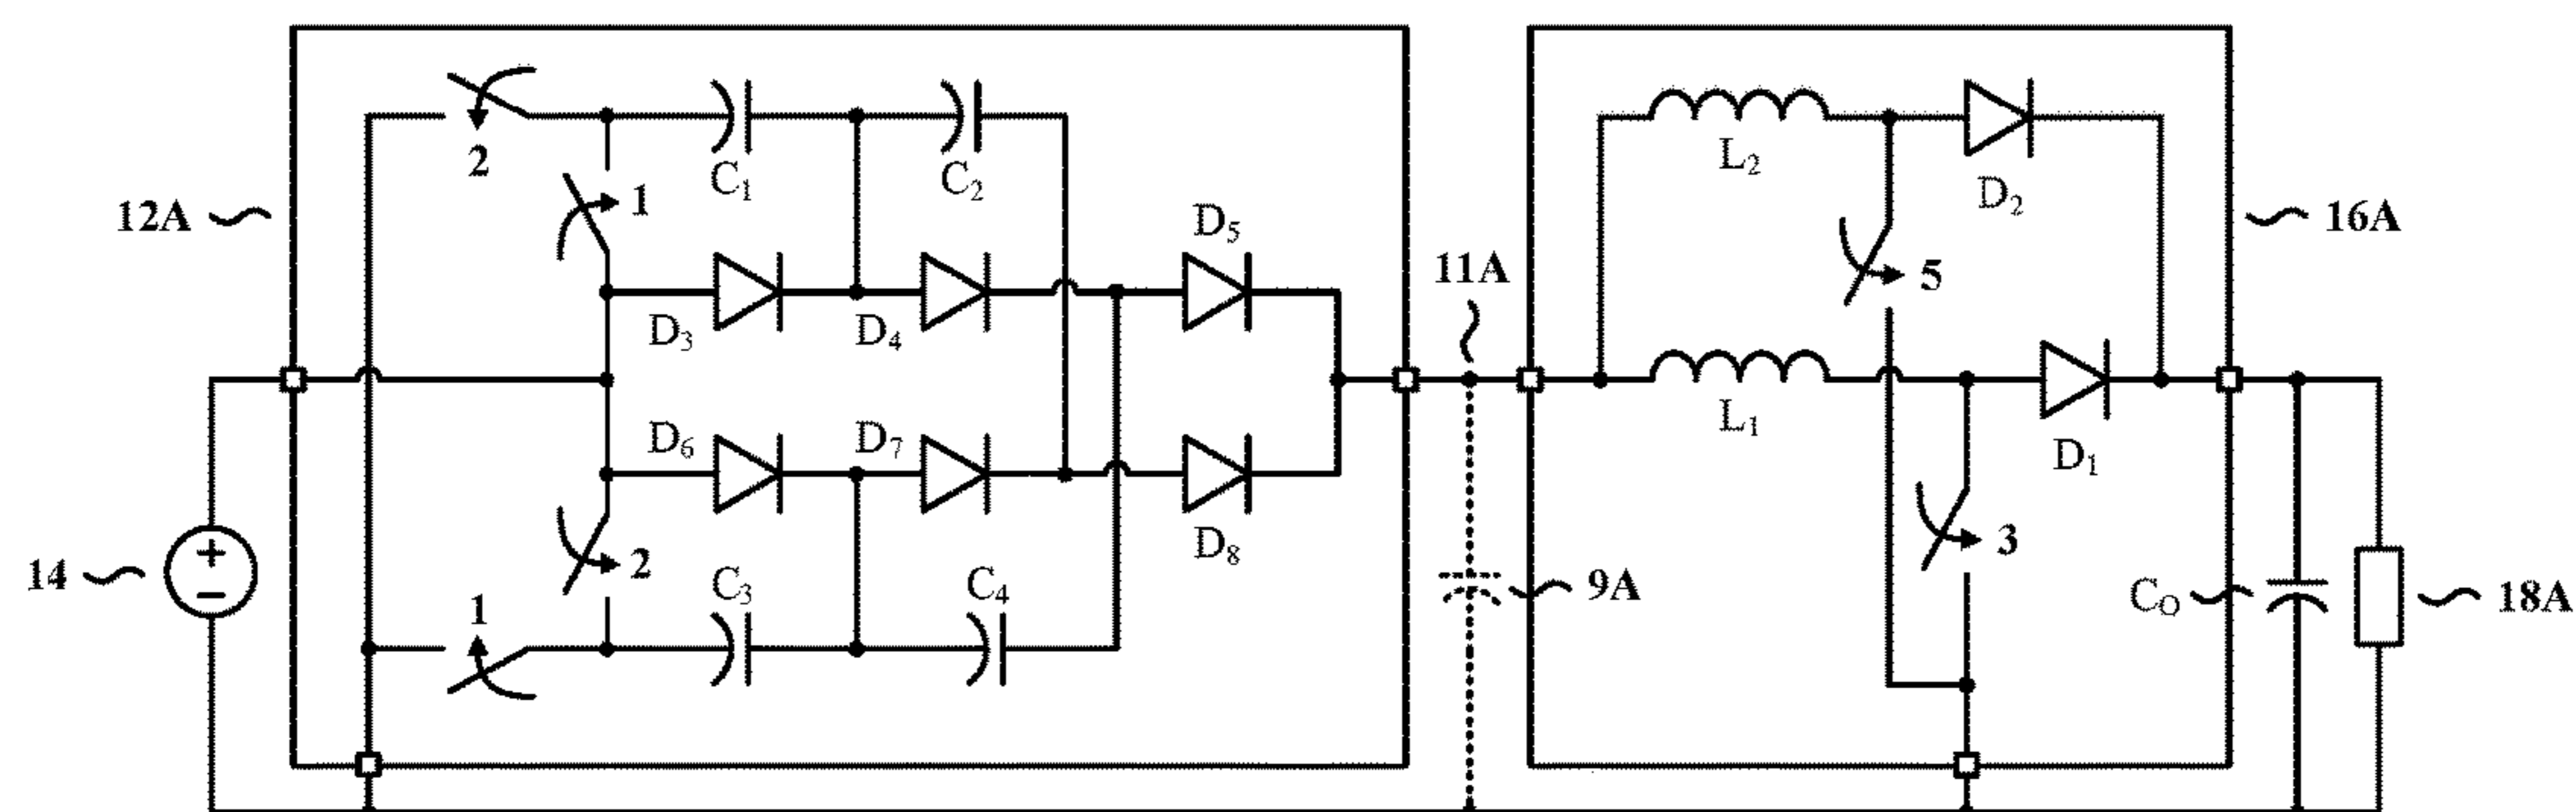 2
C₁
C₂
L₂
D₂
12A
1
D₅
16A
11A
5
D₃
D₄
L₁
D₁
D₆
D₇
D₈
3
14
+
−
2
1
C₃
C₄
9A
C_O
18A